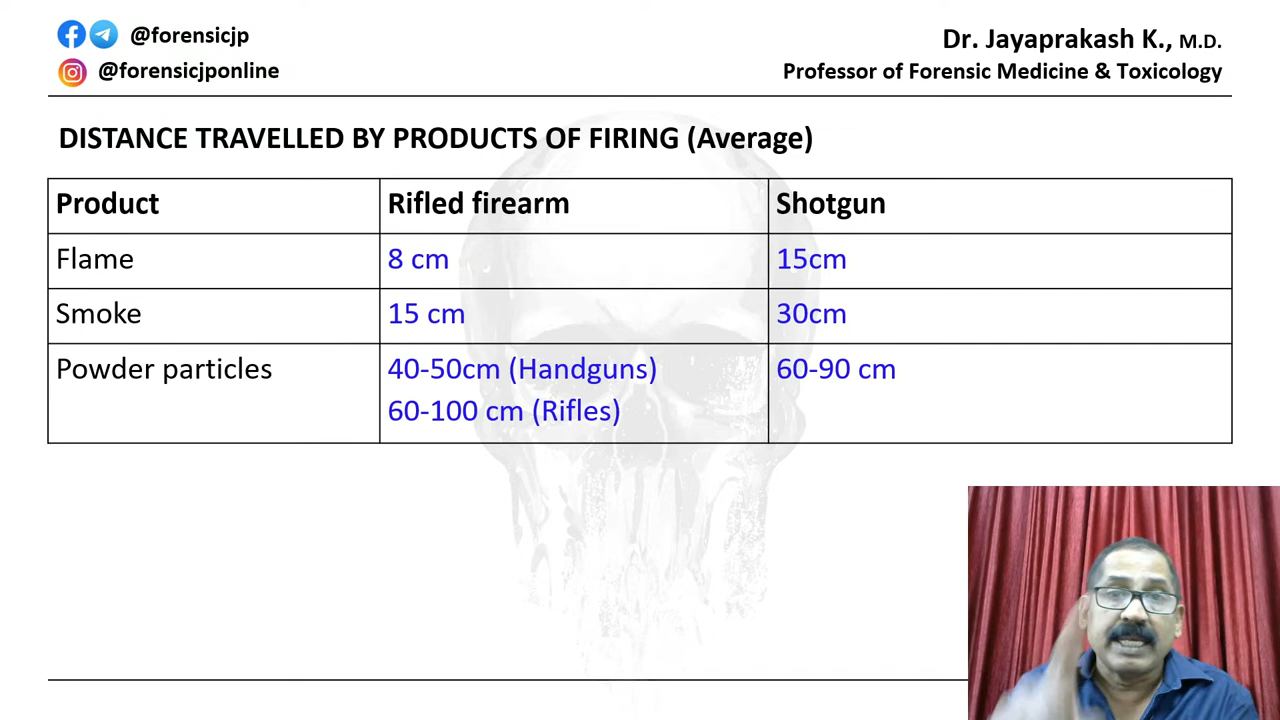 @forensicjp
@forensicjponline
Dr. Jayaprakash K., M.D.
Professor of Forensic Medicine & Toxicology
DISTANCE TRAVELLED BY PRODUCTS OF FIRING (Average)
Product Rifled firearm Shotgun
Flame 8 cm 15cm
Smoke 15 cm 30cm
Powder particles 40-50cm (Handguns) 60-90 cm
60-100 cm (Rifles)